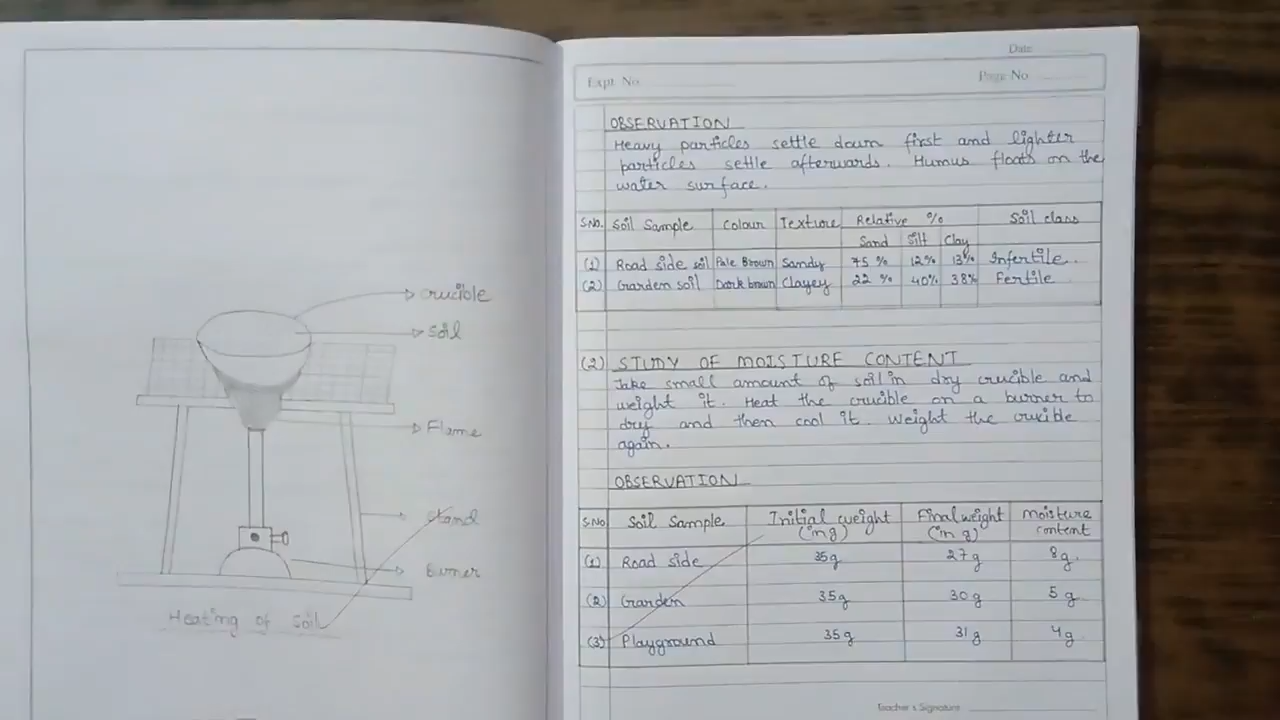 crucible
soil
Flame
stand
Burner
Heating of soil
Date
Expt. No.
Page No.
OBSERVATION
Heavy particles settle down first and lighter
particles settle afterwards. Humus floats on the
water surface.
S.No. Soil Sample Colour Texture Relative % Soil class
Sand Silt Clay
(1) Road side soil Pale Brown Sandy 75 % 12% 13% Infertile.
(2) Garden soil Dark brown Clayey 22 % 40% 38% Fertile
(2) STUDY OF MOISTURE CONTENT
Take small amount of soil in dry crucible and
weight it. Heat the crucible on a burner to
dry and then cool it. weight the crucible
again.
OBSERVATION
S.No Soil Sample Initial weight (in g) Final weight (in g) Moisture content
(1) Road side 35g 27g 8g.
(2) Garden 35g 30g 5g
(3) Playground 35g 31g 4g
Teacher's Signature